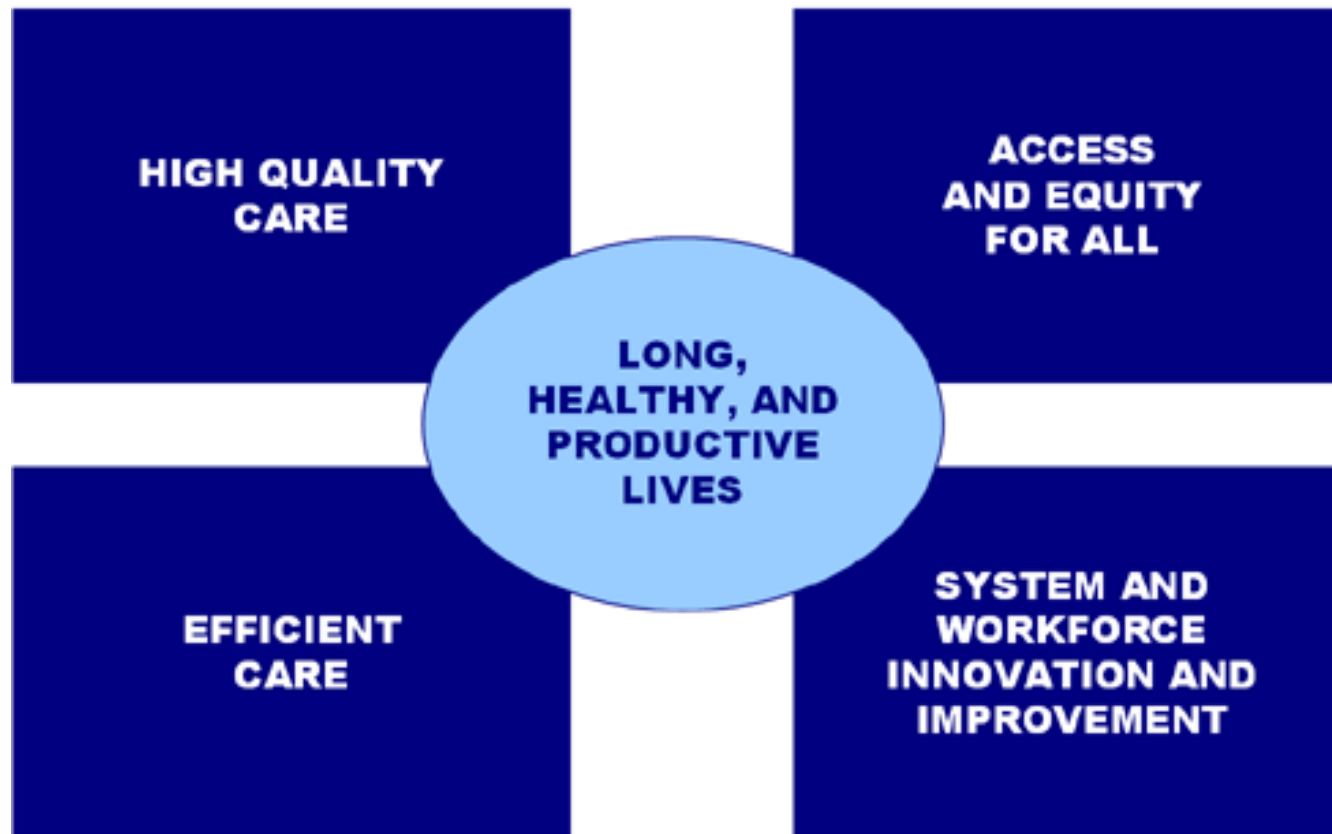 HIGH QUALITY
CARE
ACCESS
AND EQUITY
FOR ALL
LONG,
HEALTHY, AND
PRODUCTIVE
LIVES
EFFICIENT
CARE
SYSTEM AND
WORKFORCE
INNOVATION AND
IMPROVEMENT